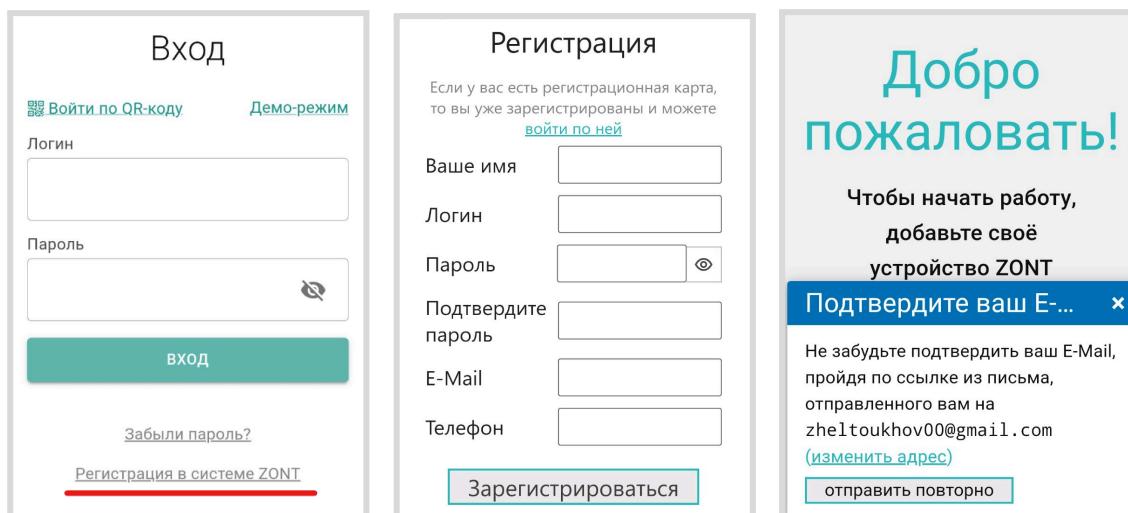 Вход
Войти по QR-коду
Демо-режим
Логин
Пароль
ВХОД
Забыли пароль?
Регистрация в системе ZONT
Регистрация
Если у вас есть регистрационная карта,
то вы уже зарегистрированы и можете
войти по ней
Ваше имя
Логин
Пароль
Подтвердите
пароль
E-Mail
Телефон
Зарегистрироваться
Добро
пожаловать!
Чтобы начать работу,
добавьте своё
устройство ZONT
Подтвердите ваш E-...
×
Не забудьте подтвердить ваш E-Mail,
пройдя по ссылке из письма,
отправленного вам на
zheltoukhov00@gmail.com
(изменить адрес)
отправить повторно